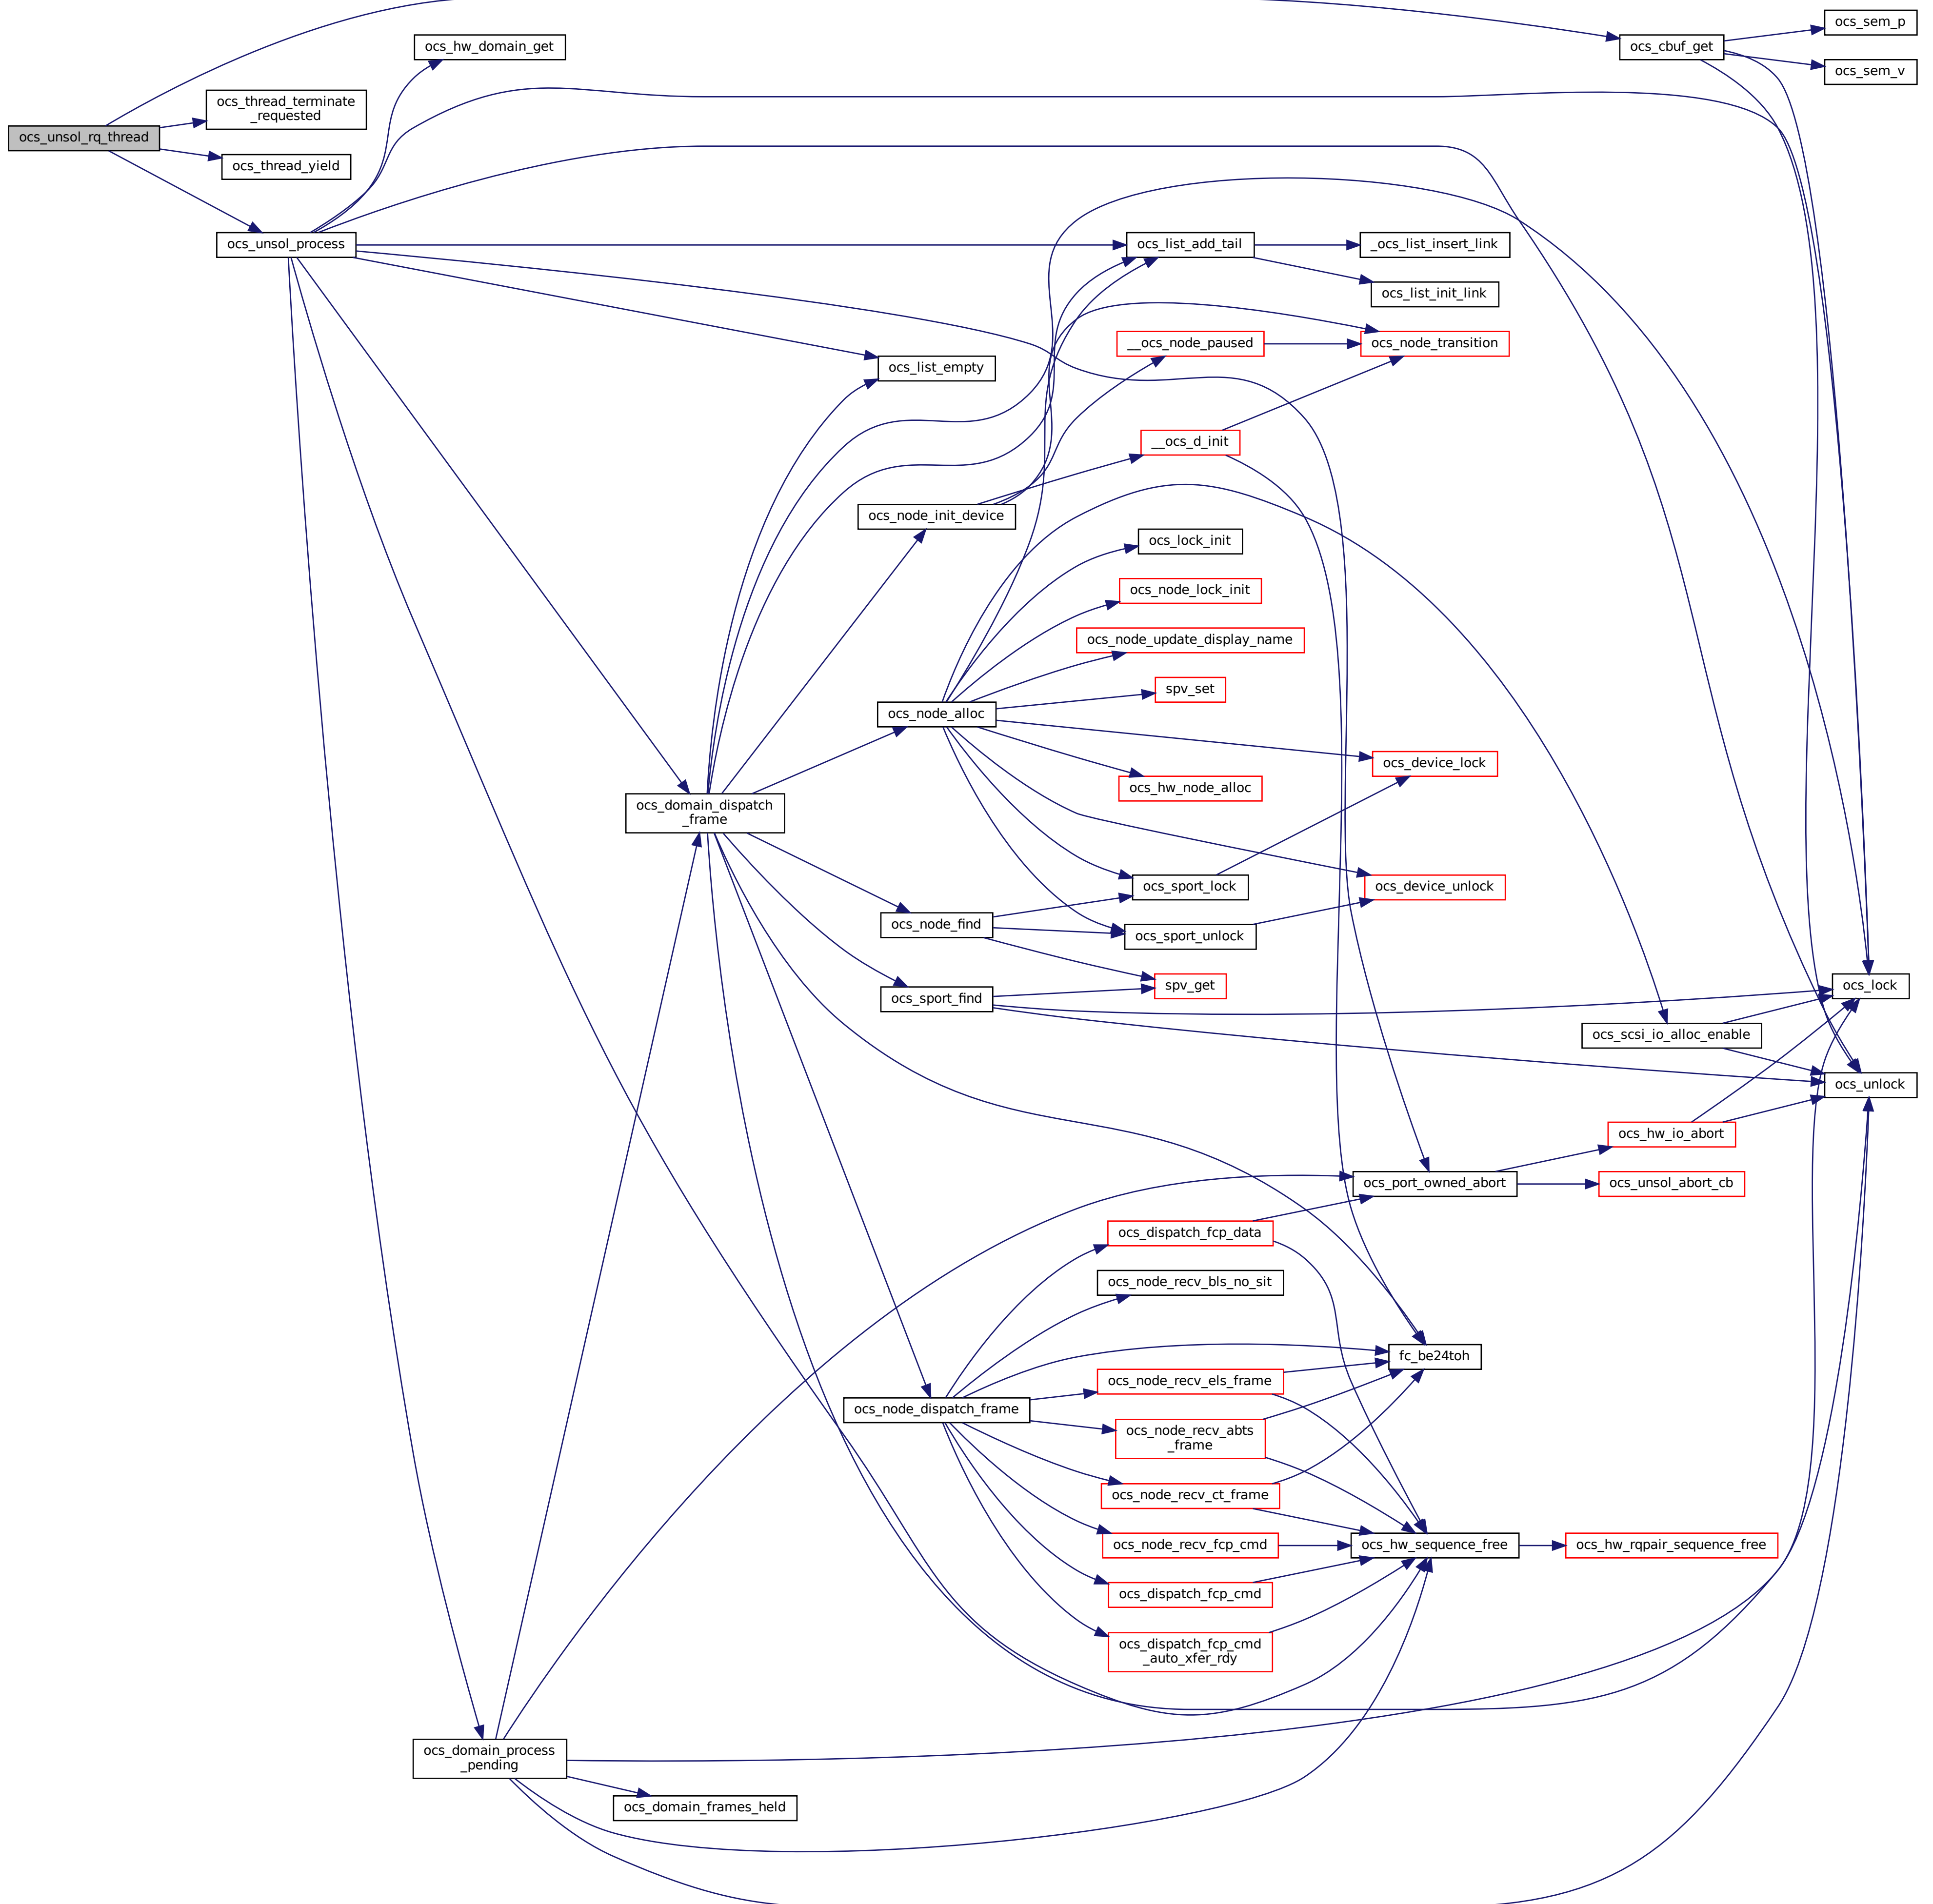 ocs_unsol_rq_thread
ocs_thread_terminate
_requested
ocs_thread_yield
ocs_unsol_process
ocs_hw_domain_get
ocs_domain_process
_pending
ocs_domain_dispatch
_frame
ocs_domain_frames_held
ocs_list_empty
ocs_node_init_device
ocs_node_alloc
ocs_node_find
ocs_sport_find
ocs_node_dispatch_frame
ocs_list_add_tail
__ocs_node_paused
__ocs_d_init
ocs_lock_init
ocs_node_lock_init
ocs_node_update_display_name
spv_set
ocs_hw_node_alloc
ocs_sport_lock
ocs_sport_unlock
spv_get
ocs_dispatch_fcp_data
ocs_node_recv_bls_no_sit
ocs_node_recv_els_frame
ocs_node_recv_abts
_frame
ocs_node_recv_ct_frame
ocs_node_recv_fcp_cmd
ocs_dispatch_fcp_cmd
ocs_dispatch_fcp_cmd
_auto_xfer_rdy
_ocs_list_insert_link
ocs_list_init_link
ocs_node_transition
ocs_device_lock
ocs_device_unlock
ocs_port_owned_abort
fc_be24toh
ocs_hw_sequence_free
ocs_cbuf_get
ocs_scsi_io_alloc_enable
ocs_hw_io_abort
ocs_unsol_abort_cb
ocs_hw_rqpair_sequence_free
ocs_sem_p
ocs_sem_v
ocs_lock
ocs_unlock